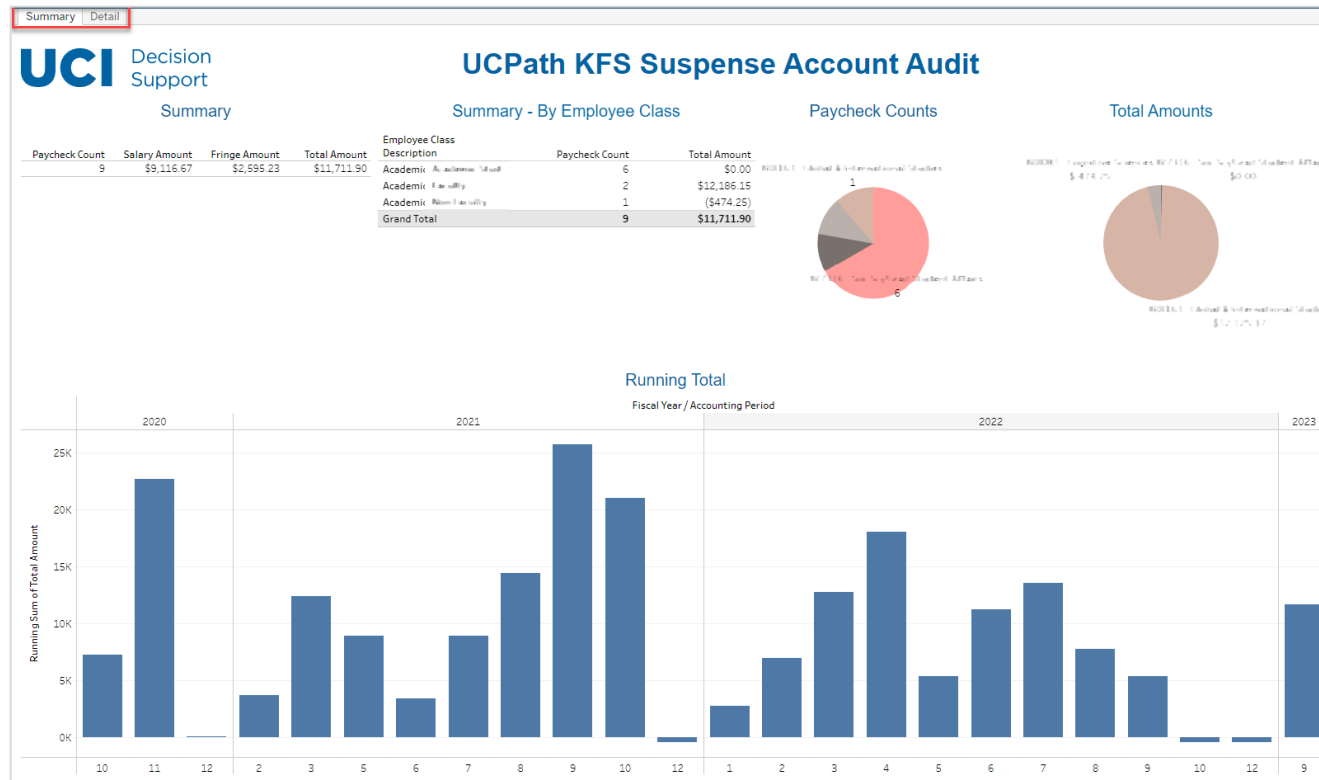 Summary Detail
UCI Decision Support
UCPath KFS Suspense Account Audit
Summary
Paycheck Count Salary Amount Fringe Amount Total Amount
9 $9,116.67 $2,595.23 $11,711.90
Summary - By Employee Class
Employee Class
Description Paycheck Count Total Amount
Academic 6 $0.00
Academic 2 $12,186.15
Academic 1 ($474.25)
Grand Total 9 $11,711.90
Paycheck Counts
1
6
Total Amounts
$0.00
Running Total
Fiscal Year / Accounting Period
2020 2021 2022 2023
Running Sum of Total Amount
25K
20K
15K
10K
5K
0K
10 11 12 2 3 5 6 7 8 9 10 12 1 2 3 4 5 6 7 8 9 10 12 9